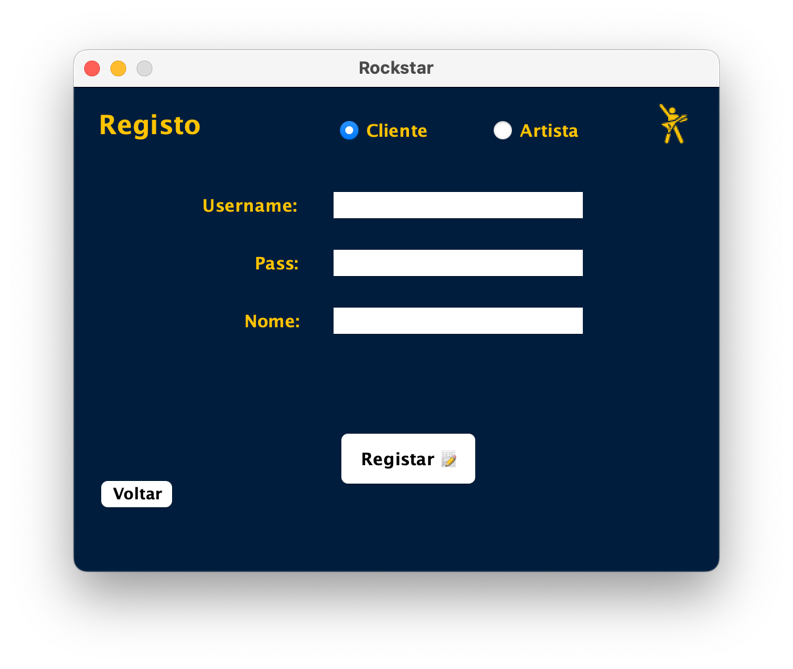 Rockstar
Registo
Cliente
Artista
Username:
Pass:
Nome:
Registar
Voltar